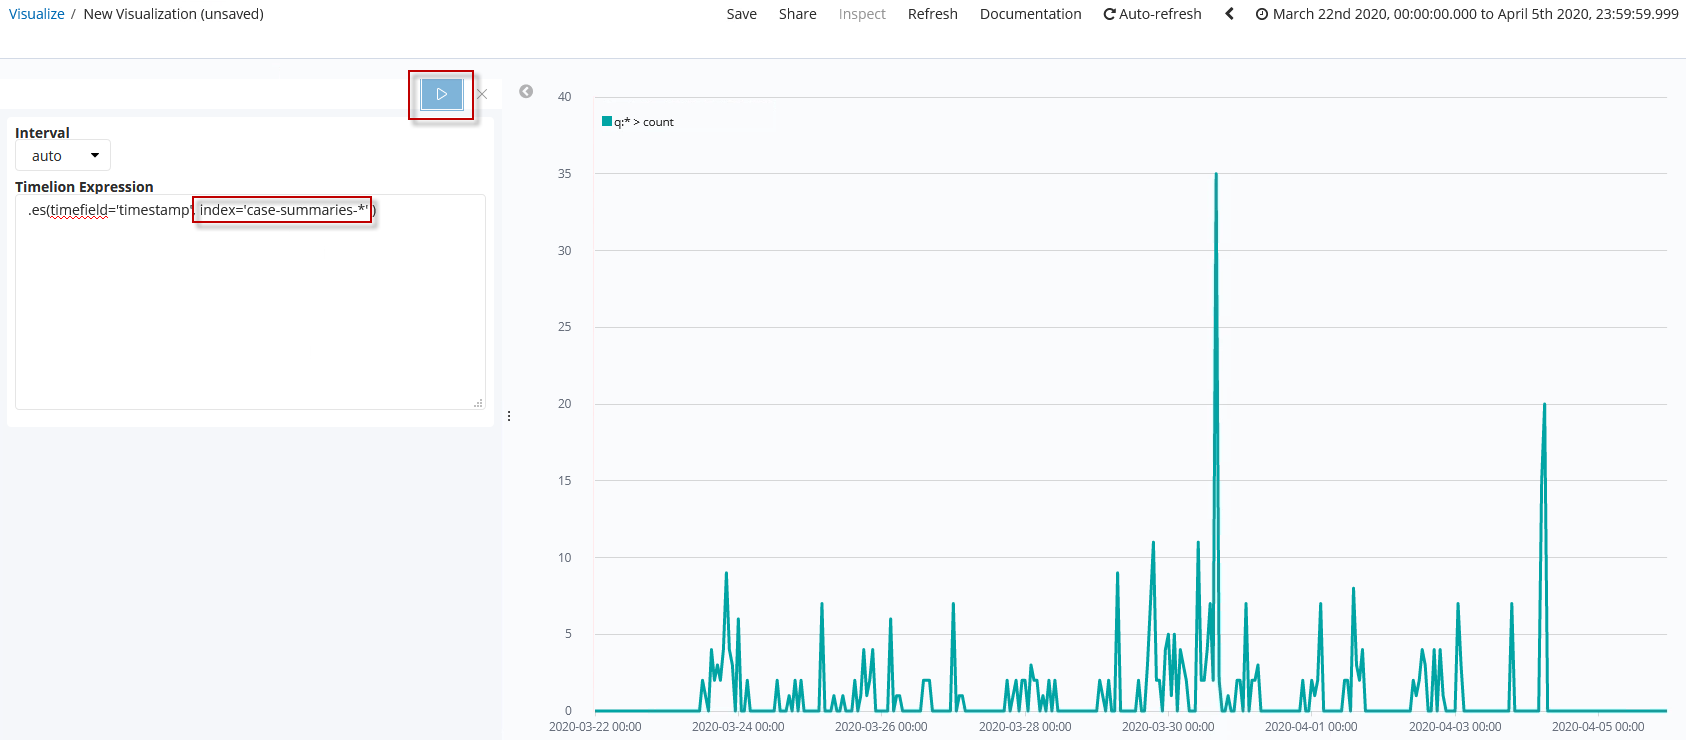 Visualize / New Visualization (unsaved)
Save Share Inspect Refresh Documentation Auto-refresh March 22nd 2020, 00:00:00.000 to April 5th 2020, 23:59:59.999
Interval
auto
Timelion Expression
.es(timefield='timestamp', index='case-summaries-*')
q:* > count
40
35
30
25
20
15
10
5
0
2020-03-22 00:00 2020-03-24 00:00 2020-03-26 00:00 2020-03-28 00:00 2020-03-30 00:00 2020-04-01 00:00 2020-04-03 00:00 2020-04-05 00:00